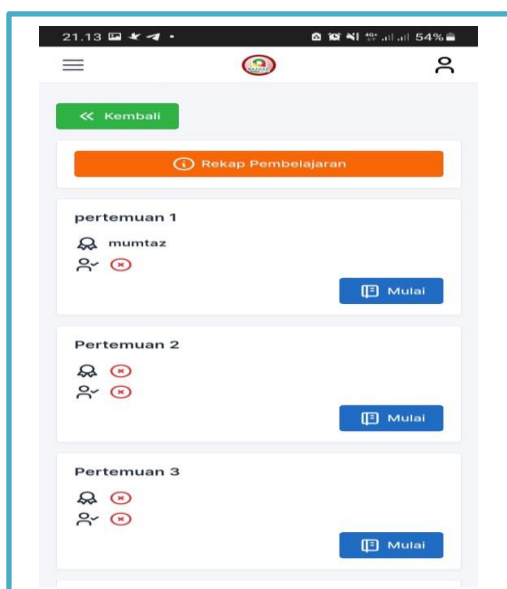 21.13 54%
Kembali
Rekap Pembelajaran
pertemuan 1
mumtaz
Mulai
Pertemuan 2
Mulai
Pertemuan 3
Mulai